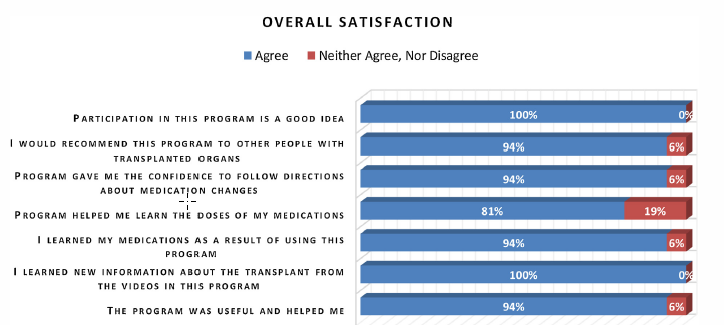 OVERALL SATISFACTION
Agree Neither Agree, Nor Disagree
PARTICIPATION IN THIS PROGRAM IS A GOOD IDEA 100% 0%
I WOULD RECOMMEND THIS PROGRAM TO OTHER PEOPLE WITH
TRANSPLANTED ORGANS
94% 6%
PROGRAM GAVE ME THE CONFIDENCE TO FOLLOW DIRECTIONS
ABOUT MEDICATION CHANGES
94% 6%
PROGRAM HELPED ME LEARN THE DOSES OF MY MEDICATIONS 81% 19%
I LEARNED MY MEDICATIONS AS A RESULT OF USING THIS
PROGRAM
94% 6%
I LEARNED NEW INFORMATION ABOUT THE TRANSPLANT FROM
THE VIDEOS IN THIS PROGRAM
100% 0%
THE PROGRAM WAS USEFUL AND HELPED ME 94% 6%